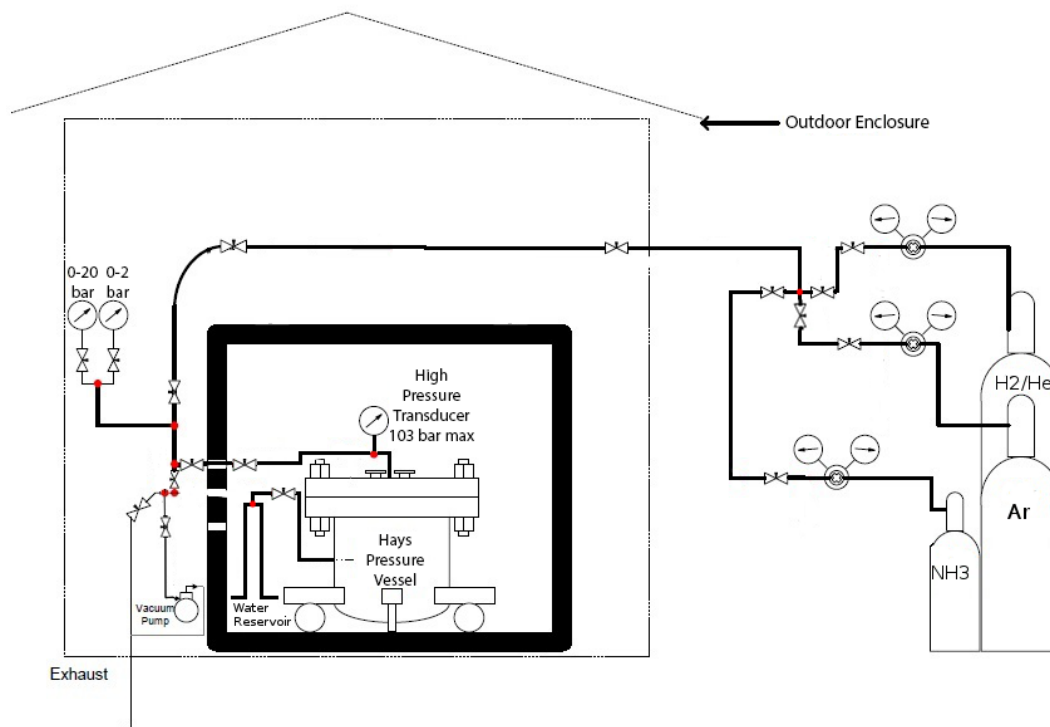 Outdoor Enclosure
0-20
bar
0-2
bar
High
Pressure
Transducer
103 bar max
H2/He
Ar
NH3
Hays
Pressure
Vessel
Vacuum
Pump
Water
Reservoir
Exhaust